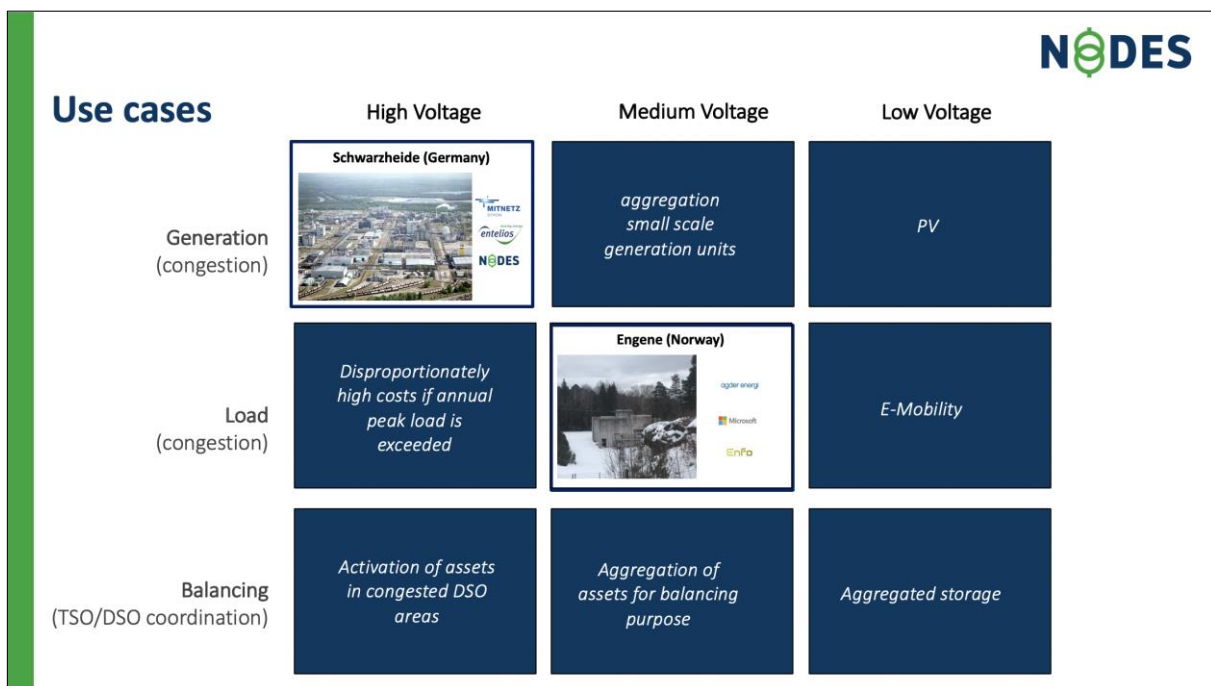 NODES
Use cases
High Voltage
Medium Voltage
Low Voltage
Generation
(congestion)
Schwarzheide (Germany)
MITNETZ
STROM
entelios
NODES
aggregation
small scale
generation units
PV
Load
(congestion)
Disproportionately
high costs if annual
peak load is
exceeded
Engene (Norway)
agder energi
Microsoft
Enfo
E-Mobility
Balancing
(TSO/DSO coordination)
Activation of assets
in congested DSO
areas
Aggregation of
assets for balancing
purpose
Aggregated storage